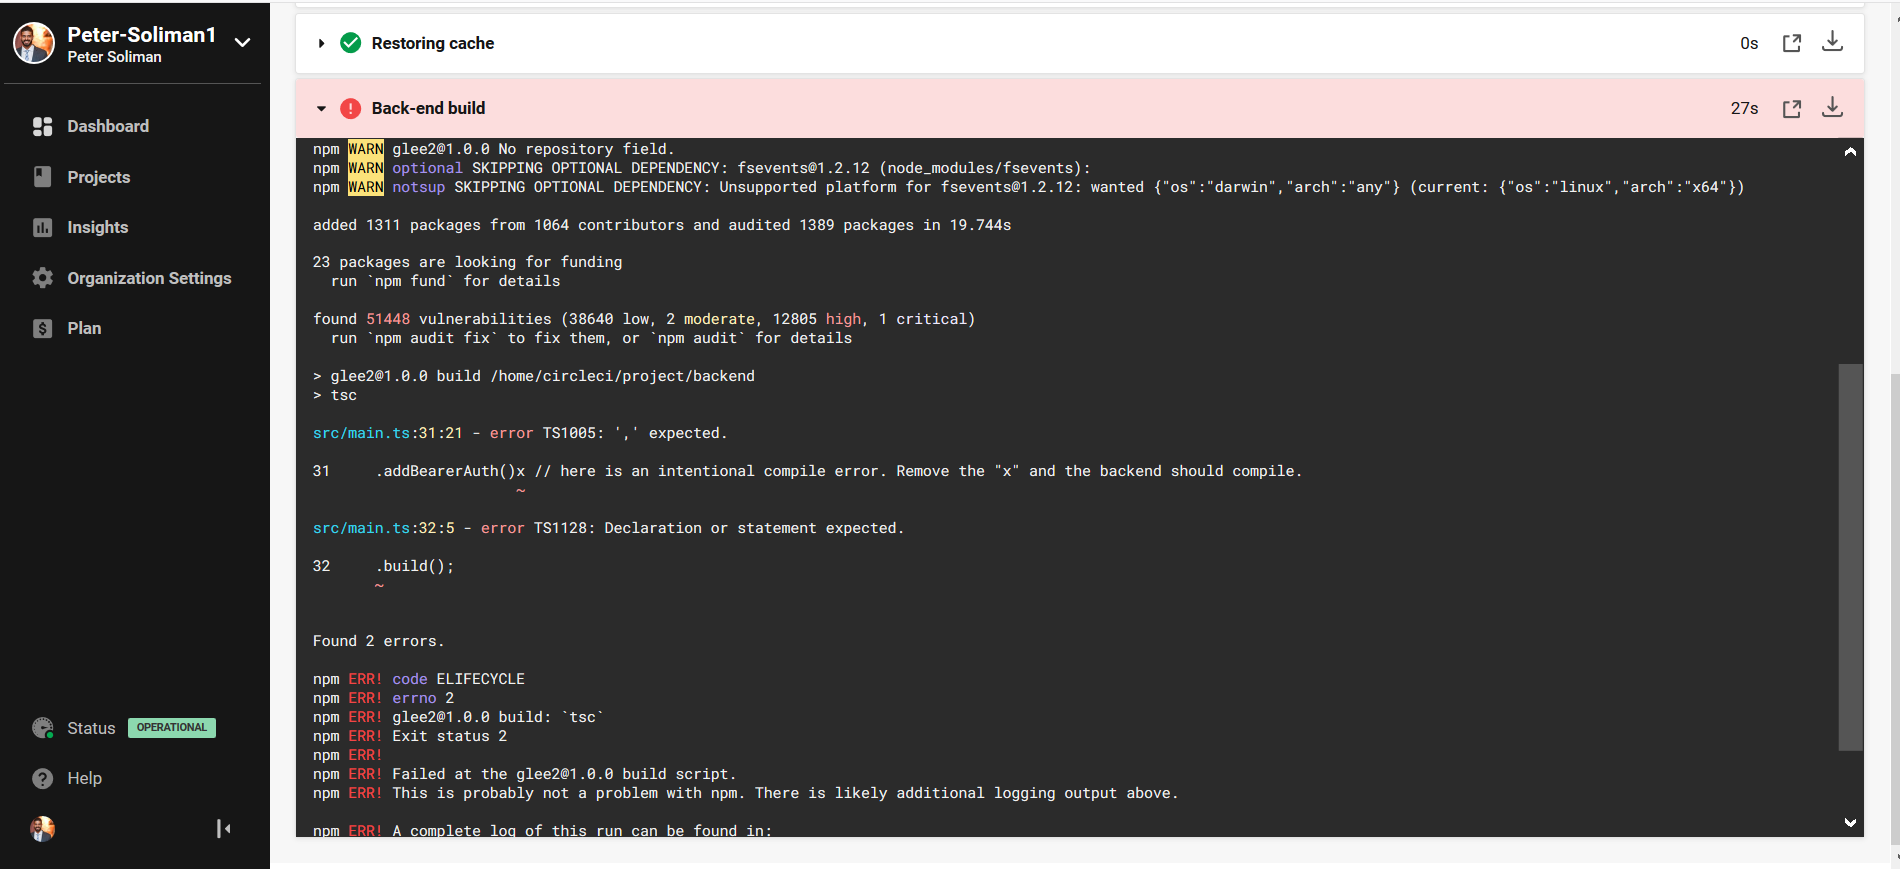 Peter-Soliman1
Peter Soliman
Dashboard
Projects
Insights
Organization Settings
Plan
Status OPERATIONAL
Help
Restoring cache 0s
Back-end build 27s
npm WARN glee2@1.0.0 No repository field.
npm WARN optional SKIPPING OPTIONAL DEPENDENCY: fsevents@1.2.12 (node_modules/fsevents):
npm WARN notsup SKIPPING OPTIONAL DEPENDENCY: Unsupported platform for fsevents@1.2.12: wanted {"os":"darwin","arch":"any"} (current: {"os":"linux","arch":"x64"})
added 1311 packages from 1064 contributors and audited 1389 packages in 19.744s
23 packages are looking for funding
run `npm fund` for details
found 51448 vulnerabilities (38640 low, 2 moderate, 12805 high, 1 critical)
run `npm audit fix` to fix them, or `npm audit` for details
> glee2@1.0.0 build /home/circleci/project/backend
> tsc
src/main.ts:31:21 - error TS1005: ',' expected.
31 .addBearerAuth()x // here is an intentional compile error. Remove the "x" and the backend should compile.
~
src/main.ts:32:5 - error TS1128: Declaration or statement expected.
32 .build();
~
Found 2 errors.
npm ERR! code ELIFECYCLE
npm ERR! errno 2
npm ERR! glee2@1.0.0 build: `tsc`
npm ERR! Exit status 2
npm ERR!
npm ERR! Failed at the glee2@1.0.0 build script.
npm ERR! This is probably not a problem with npm. There is likely additional logging output above.
npm ERR! A complete log of this run can be found in: